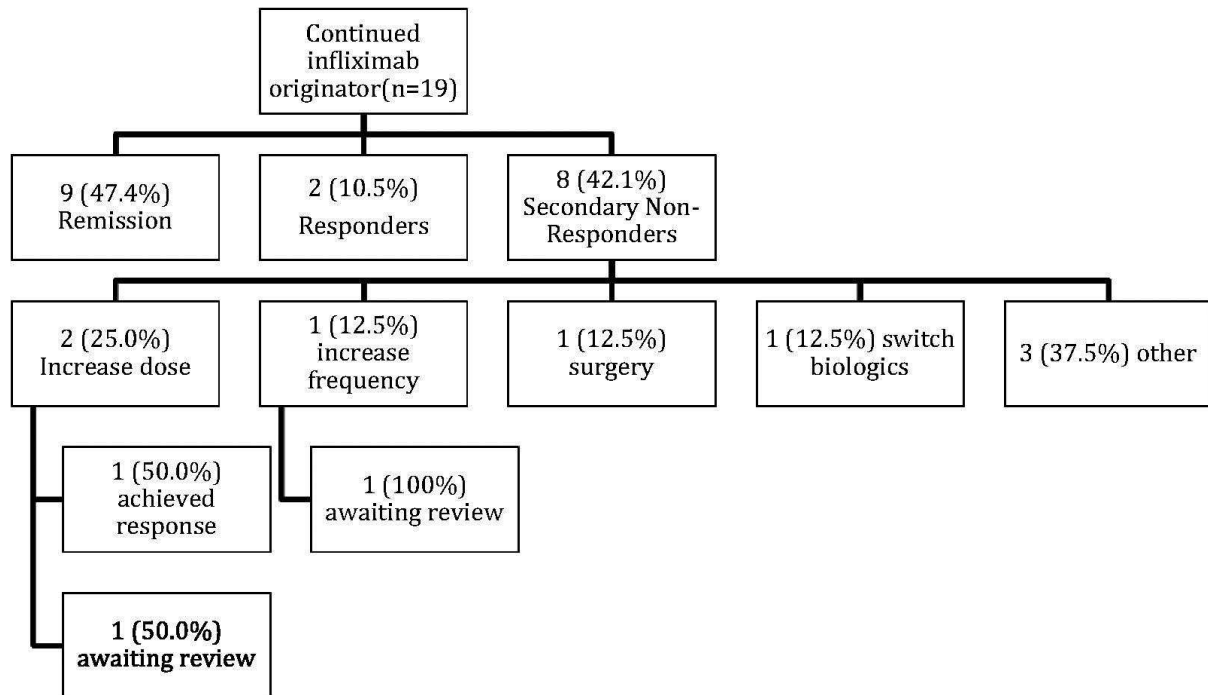 Continued
infliximab
originator(n=19)
9 (47.4%)
Remission
2 (10.5%)
Responders
8 (42.1%)
Secondary Non-
Responders
2 (25.0%)
Increase dose
1 (12.5%)
increase
frequency
1 (12.5%)
surgery
1 (12.5%) switch
biologics
3 (37.5%) other
1 (50.0%)
achieved
response
1 (100%)
awaiting review
1 (50.0%)
awaiting review